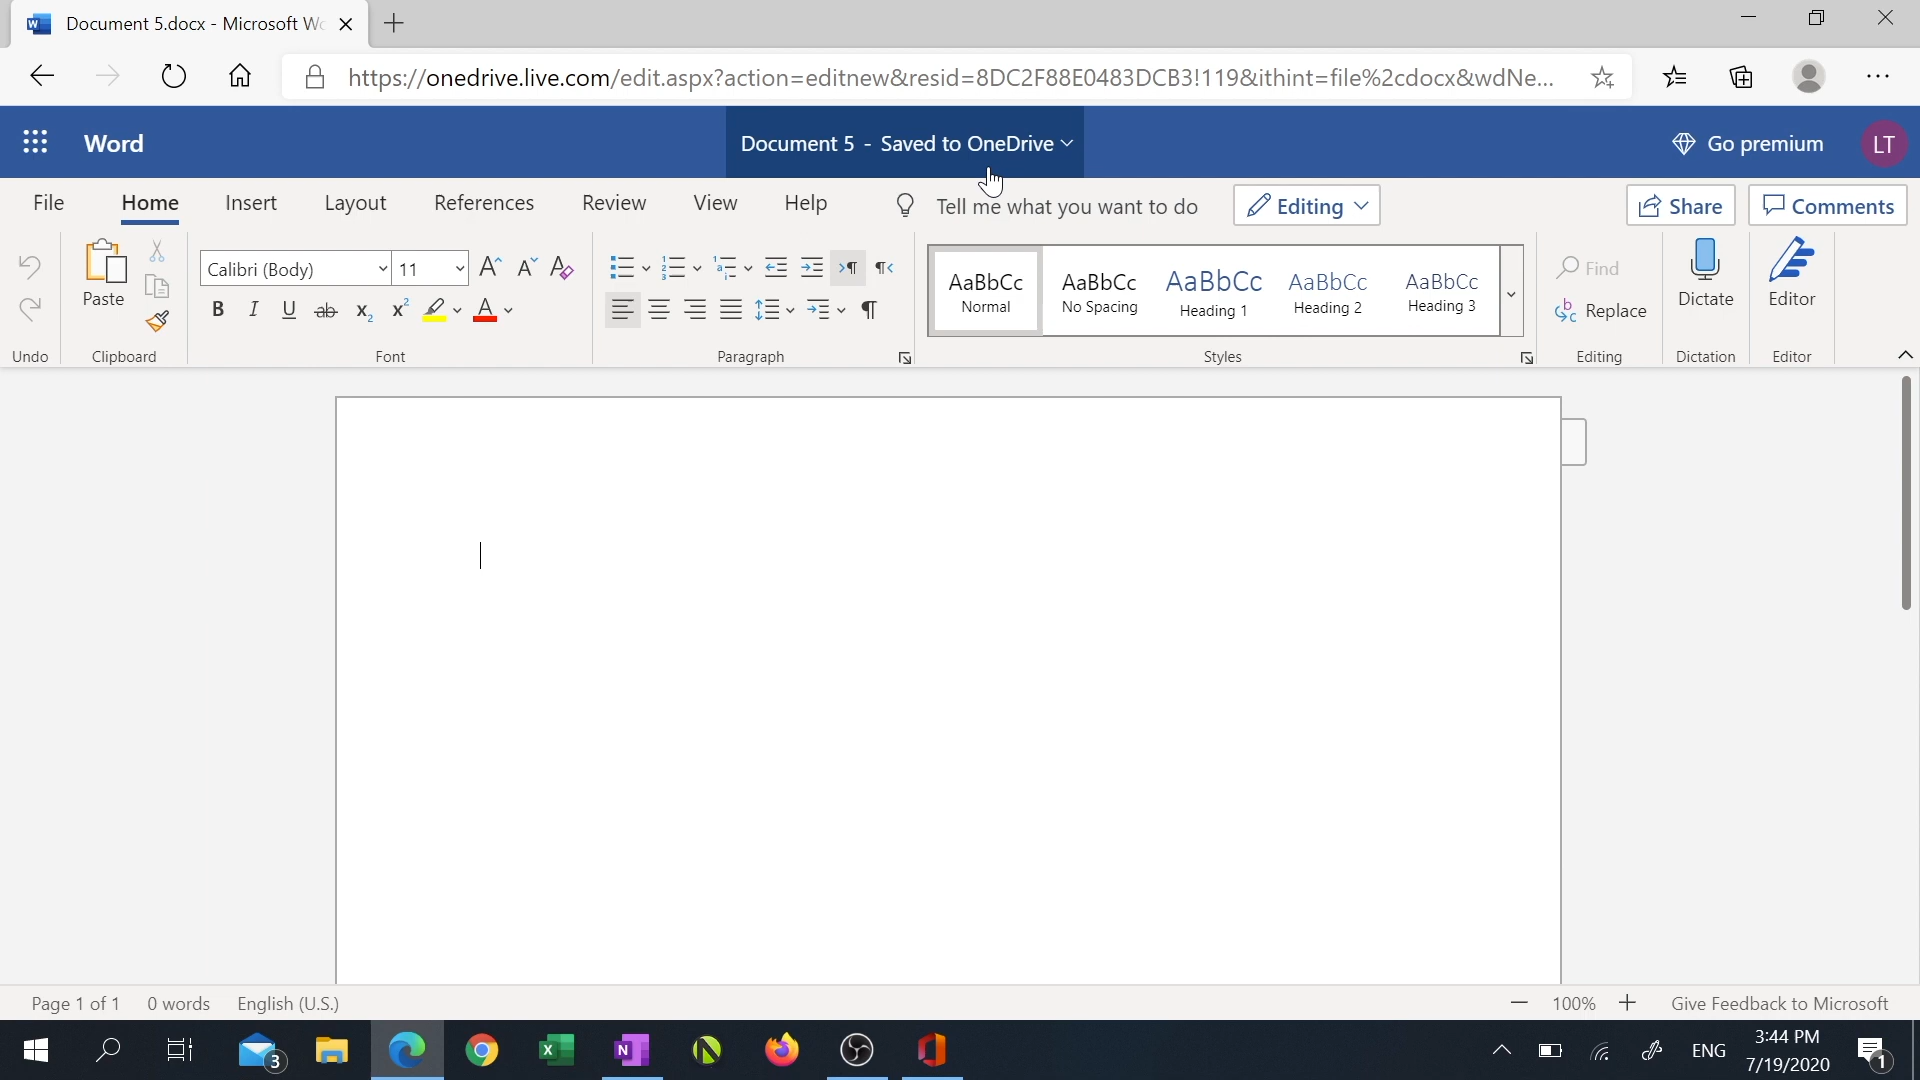 Document 5.docx - Microsoft Wo
https://onedrive.live.com/edit.aspx?action=editnew&resid=8DC2F88E0483DCB3!119&ithint=file%2cdocx&wdNe...
Word
Document 5 - Saved to OneDrive
Go premium
LT
File Home Insert Layout References Review View Help
Tell me what you want to do
Editing
Share
Comments
Calibri (Body) 11
Paste
AaBbCc Normal
AaBbCc No Spacing
AaBbCc Heading 1
AaBbCc Heading 2
AaBbCc Heading 3
Find
Replace
Dictate
Editor
Undo Clipboard Font Paragraph Styles Editing Dictation Editor
Page 1 of 1 0 words English (U.S.)
100% Give Feedback to Microsoft
3
ENG
3:44 PM
7/19/2020
1